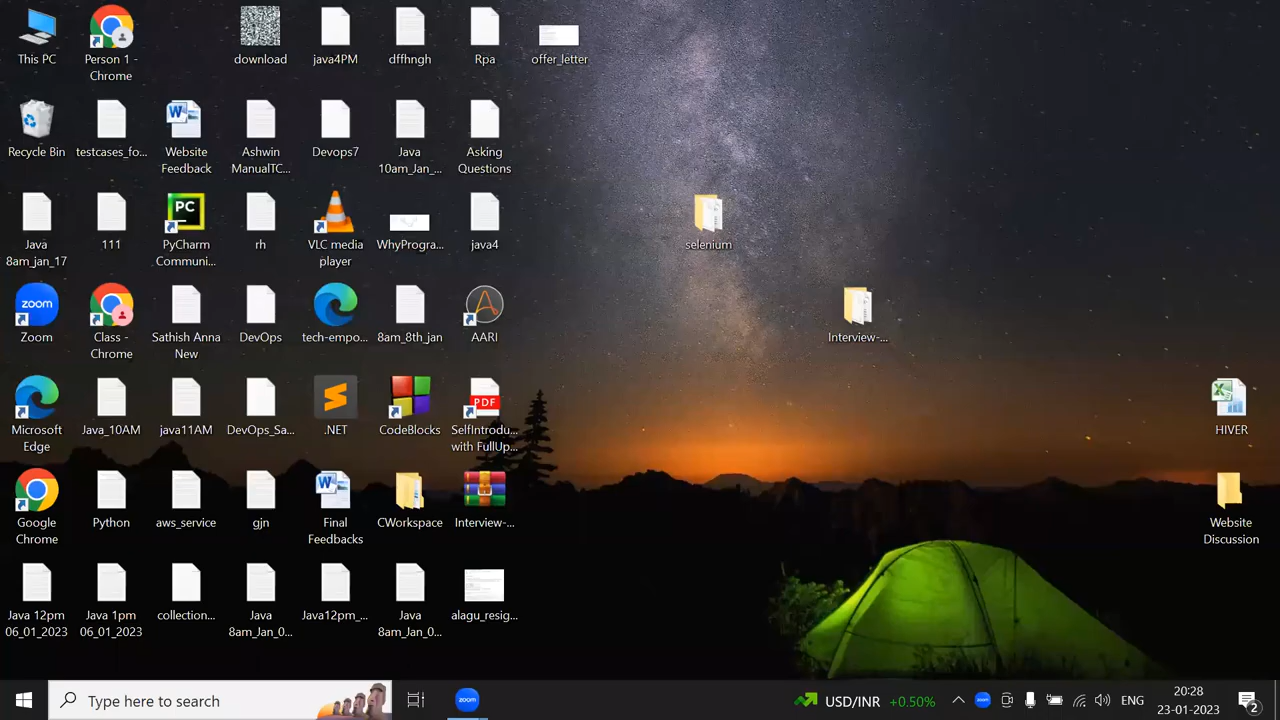 This PC
Person 1 -
Chrome
download
java4PM
dffhngh
Rpa
offer_letter
Recycle Bin
testcases_fo...
W
Website
Feedback
Ashwin
ManualTC...
Devops7
Java
10am_Jan_...
Asking
Questions
Java
8am_jan_17
111
PC
PyCharm
Communi...
rh
VLC media
player
WhyProgra...
java4
selenium
zoom
Zoom
Class -
Chrome
Sathish Anna
New
DevOps
tech-empo...
8am_8th_jan
AARI
Interview-...
Microsoft
Edge
Java_10AM
java11AM
DevOps_Sa...
.NET
CodeBlocks
PDF
SelfIntrodu...
with FullUp...
HIVER
Google
Chrome
Python
aws_service
gjn
W
Final
Feedbacks
CWorkspace
Interview-...
Website
Discussion
Java 12pm
06_01_2023
Java 1pm
06_01_2023
collection...
Java
8am_Jan_0...
Java12pm_...
Java
8am_Jan_0...
alagu_resig...
Type here to search
zoom
USD/INR +0.50%
zoom
ENG
20:28
23-01-2023
2